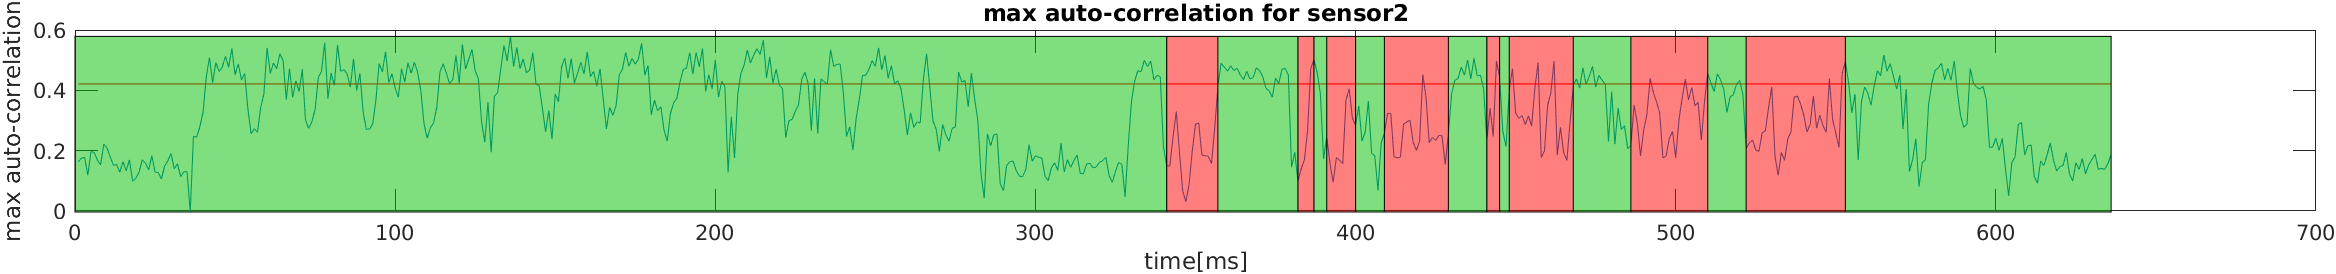 max auto-correlation for sensor2
max auto-correlation
0.6
0.4
0.2
0
0 100 200 300 400 500 600 700
time[ms]